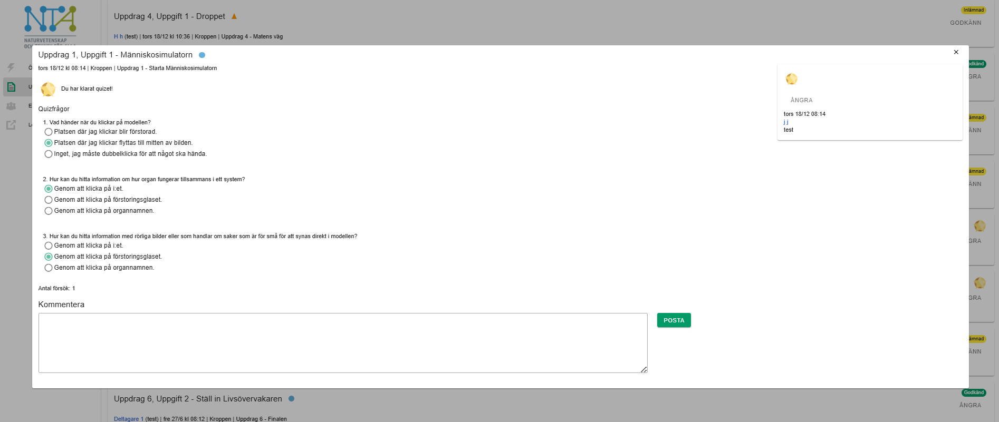 NTA
NATURVETENSKAP
Uppdrag 4, Uppgift 1 - Droppet
Inlämnad
GODKÄNN
H h (test) | tors 18/12 kl 10:36 | Kroppen | Uppdrag 4 - Matens väg
Uppdrag 1, Uppgift 1 - Människosimulatorn
tors 18/12 kl 08:14 | Kroppen | Uppdrag 1 - Starta Människosimulatorn
Du har klarat quizet!
Quizfrågor
1. Vad händer när du klickar på modellen?
Platsen där jag klickar blir förstorad.
Platsen där jag klickar flyttas till mitten av bilden.
Inget, jag måste dubbelklicka för att något ska hända.
2. Hur kan du hitta information om hur organ fungerar tillsammans i ett system?
Genom att klicka på i:et.
Genom att klicka på förstoringsglaset.
Genom att klicka på organnamnen.
3. Hur kan du hitta information med rörliga bilder eller som handlar om saker som är för små för att synas direkt i modellen?
Genom att klicka på i:et.
Genom att klicka på förstoringsglaset.
Genom att klicka på organnamnen.
Antal försök: 1
Kommentera
POSTA
ÅNGRA
tors 18/12 08:14
j j
test
Uppdrag 6, Uppgift 2 - Ställ in Livsövervakaren
Godkänd
ÅNGRA
Deltagare 1 (test) | fre 27/6 kl 08:12 | Kroppen | Uppdrag 6 - Finalen